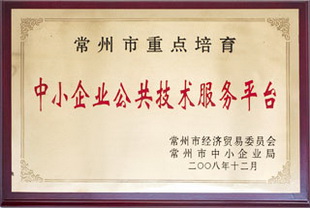 常州市重点培育
中小企业公共技术服务平台
常州市经济贸易委员会
常州市中小企业局
二〇〇八年十二月